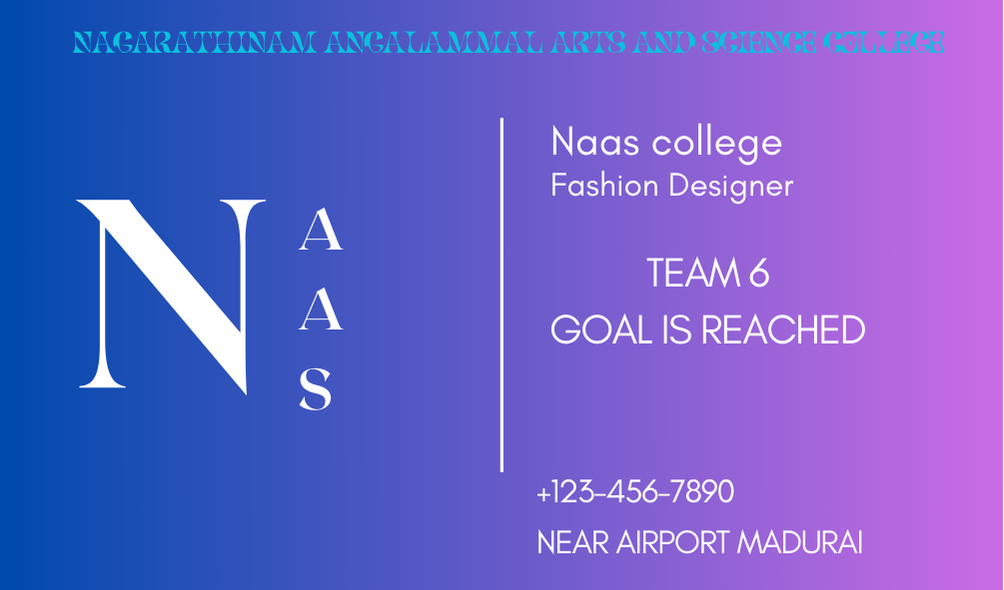 NAGARATHINAM ANGALAMMAL ARTS AND SCIENCE COLLEGE
N
A
A
S
Naas college
Fashion Designer
TEAM 6
GOAL IS REACHED
+123-456-7890
NEAR AIRPORT MADURAI